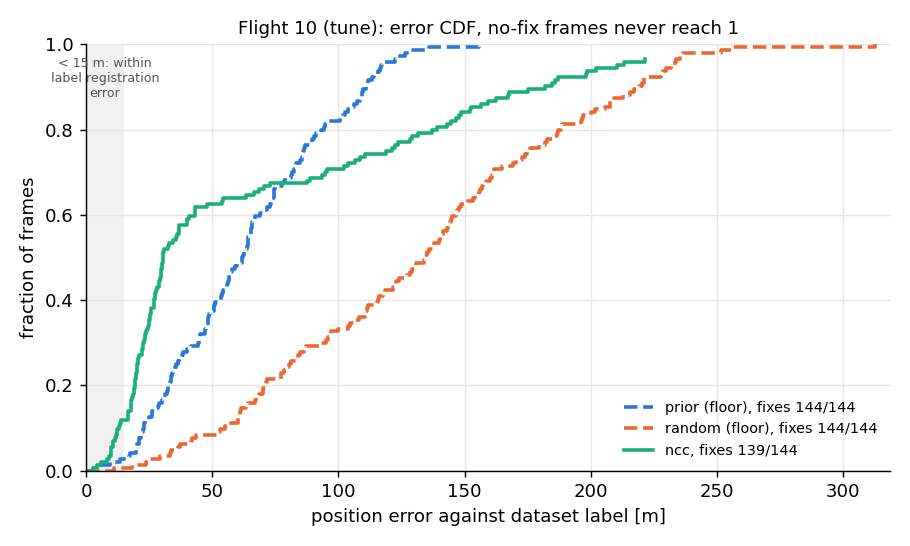 Flight 10 (tune): error CDF, no-fix frames never reach 1
< 15 m: within
label registration
error
1.0
0.8
0.6
0.4
0.2
0.0
fraction of frames
prior (floor), fixes 144/144
random (floor), fixes 144/144
ncc, fixes 139/144
0 50 100 150 200 250 300
position error against dataset label [m]